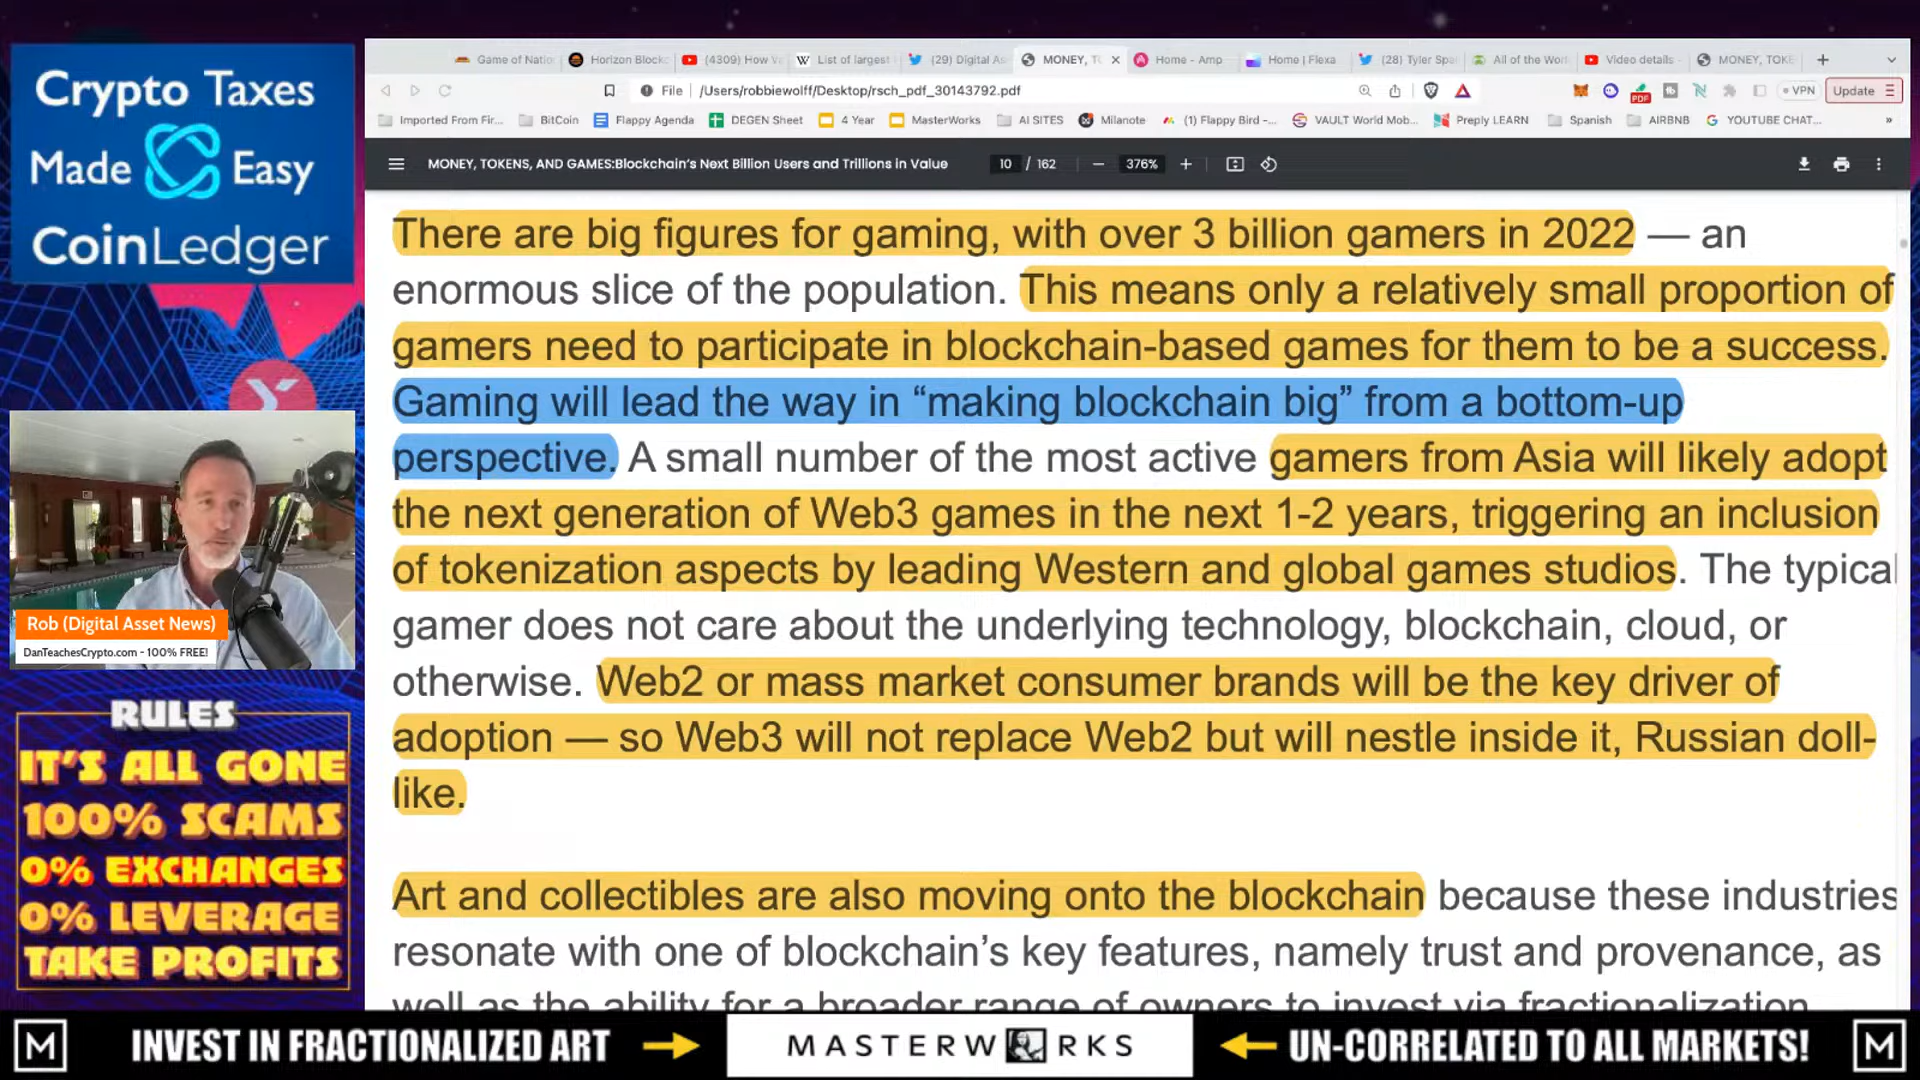 Crypto Taxes
Made Easy
CoinLedger
Rob (Digital Asset News)
DanTeachesCrypto.com - 100% FREE!
RULES
IT'S ALL GONE
100% SCAMS
0% EXCHANGES
0% LEVERAGE
TAKE PROFITS
Game of Natio Horizon Block (4309) How W List of largest (29) Digital As MONEY, T Home - Amp Home | Flexa (28) Tyler Spa All of the Worl Video details - MONEY, TOKE
File /Users/robbiewolff/Desktop/rsch_pdf_30143792.pdf PDF VPN Update
Imported From Fir... BitCoin Flappy Agenda DEGEN Sheet 4 Year MasterWorks AI SITES Milanote (1) Flappy Bird -... VAULT World Mob... Preply LEARN Spanish AIRBNB YOUTUBE CHAT... »
MONEY, TOKENS, AND GAMES:Blockchain's Next Billion Users and Trillions in Value 10 / 162 — 376% +
There are big figures for gaming, with over 3 billion gamers in 2022 — an
enormous slice of the population. This means only a relatively small proportion of
gamers need to participate in blockchain-based games for them to be a success.
Gaming will lead the way in “making blockchain big” from a bottom-up
perspective. A small number of the most active gamers from Asia will likely adopt
the next generation of Web3 games in the next 1-2 years, triggering an inclusion
of tokenization aspects by leading Western and global games studios. The typical
gamer does not care about the underlying technology, blockchain, cloud, or
otherwise. Web2 or mass market consumer brands will be the key driver of
adoption — so Web3 will not replace Web2 but will nestle inside it, Russian doll-
like.
Art and collectibles are also moving onto the blockchain because these industries
resonate with one of blockchain’s key features, namely trust and provenance, as
well as the ability for a broader range of owners to invest via fractionalization
M INVEST IN FRACTIONALIZED ART MASTERWORKS UN-CORRELATED TO ALL MARKETS! M